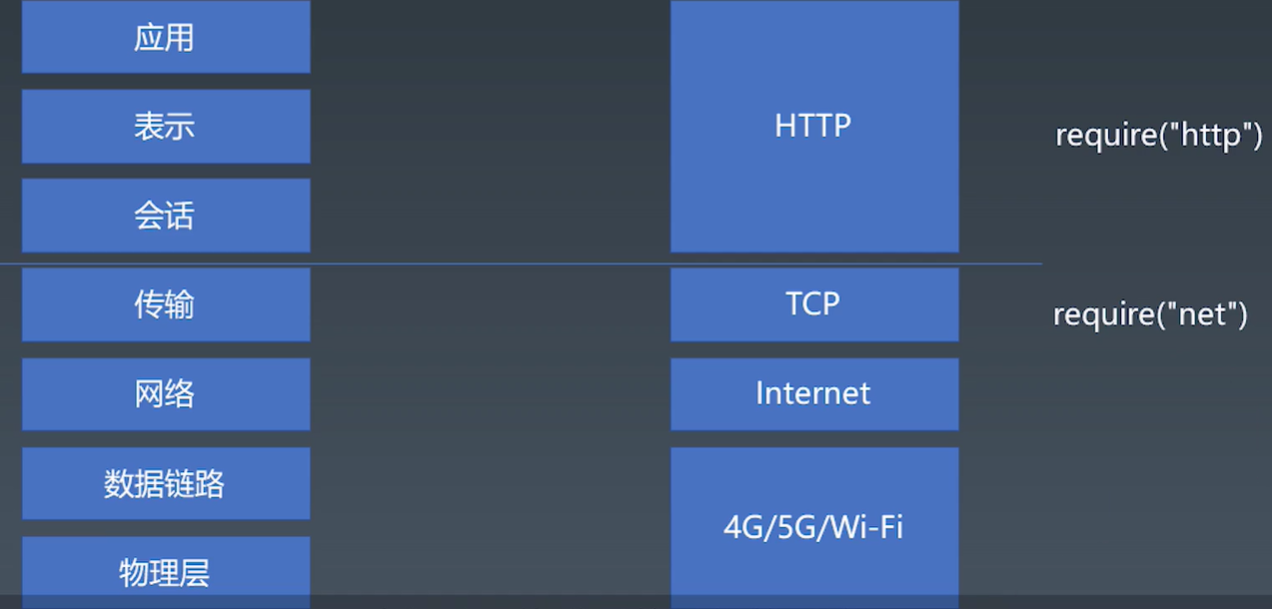 应用
表示
会话
传输
网络
数据链路
物理层
HTTP
TCP
Internet
4G/5G/Wi-Fi
require("http")
require("net")